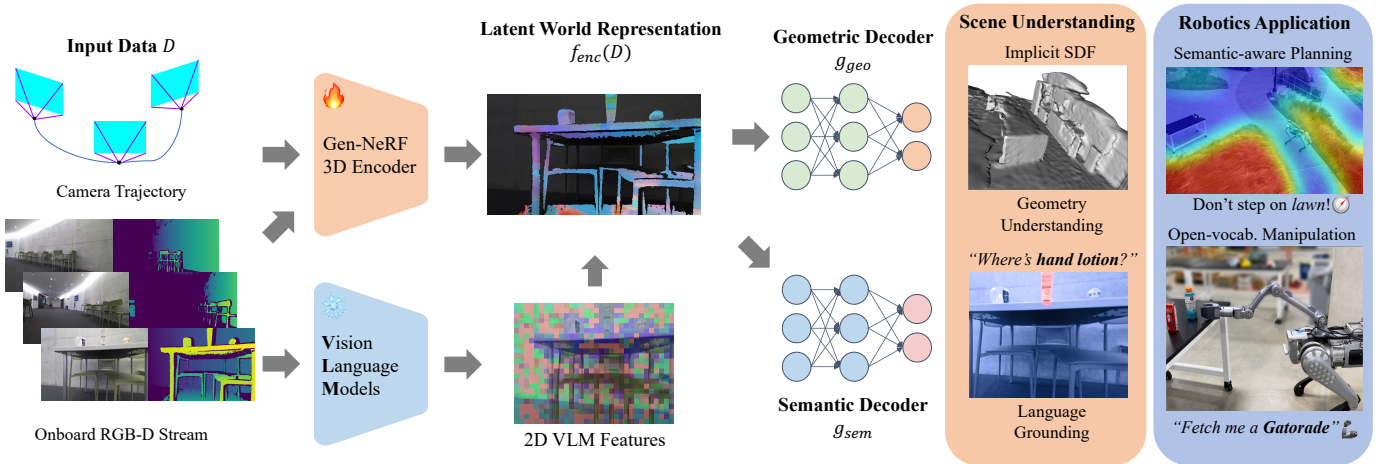 Input Data D
Camera Trajectory
Onboard RGB-D Stream
Gen-NeRF
3D Encoder
Vision
Language
Models
Latent World Representation
f_enc(D)
2D VLM Features
Geometric Decoder
g_geo
Semantic Decoder
g_sem
Scene Understanding
Implicit SDF
Geometry
Understanding
“Where’s hand lotion?”
Language
Grounding
Robotics Application
Semantic-aware Planning
Don’t step on lawn!
Open-vocab. Manipulation
“Fetch me a Gatorade”